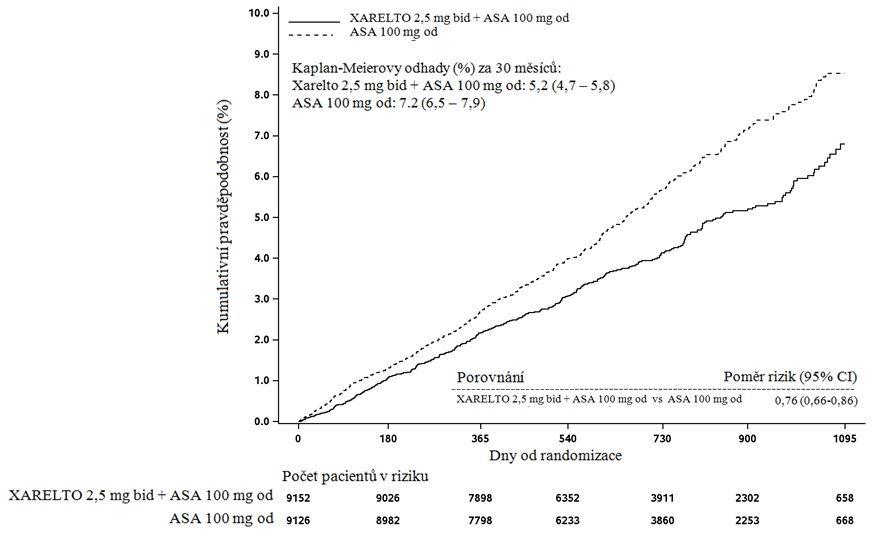 XARELTO 2,5 mg bid + ASA 100 mg od
ASA 100 mg od
Kaplan-Meierovy odhady (%) za 30 měsíců:
Xarelto 2,5 mg bid + ASA 100 mg od: 5,2 (4,7 – 5,8)
ASA 100 mg od: 7.2 (6,5 – 7,9)
Kumulativní pravděpodobnost (%)
10.0
9.0
8.0
7.0
6.0
5.0
4.0
3.0
2.0
1.0
0.0
Porovnání Poměr rizik (95% CI)
XARELTO 2,5 mg bid + ASA 100 mg od vs ASA 100 mg od 0,76 (0,66-0,86)
0 180 365 540 730 900 1095
Dny od randomizace
Počet pacientů v riziku
XARELTO 2,5 mg bid + ASA 100 mg od 9152 9026 7898 6352 3911 2302 658
ASA 100 mg od 9126 8982 7798 6233 3860 2253 668